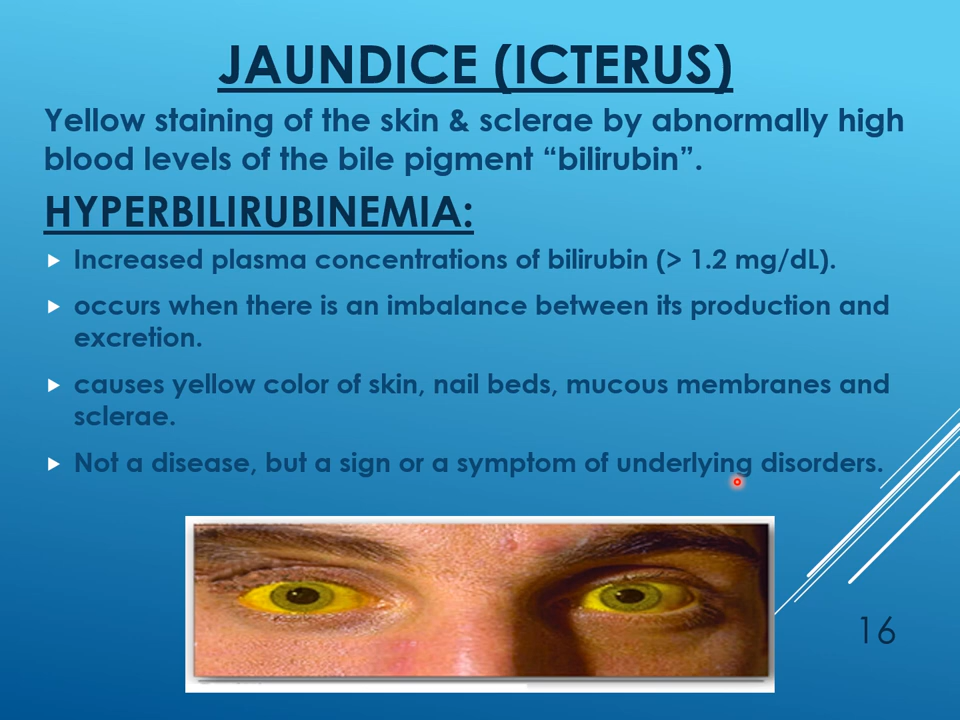 JAUNDICE (ICTERUS)
Yellow staining of the skin & sclerae by abnormally high
blood levels of the bile pigment “bilirubin”.
HYPERBILIRUBINEMIA:
Increased plasma concentrations of bilirubin (> 1.2 mg/dL).
occurs when there is an imbalance between its production and
excretion.
causes yellow color of skin, nail beds, mucous membranes and
sclerae.
Not a disease, but a sign or a symptom of underlying disorders.
16